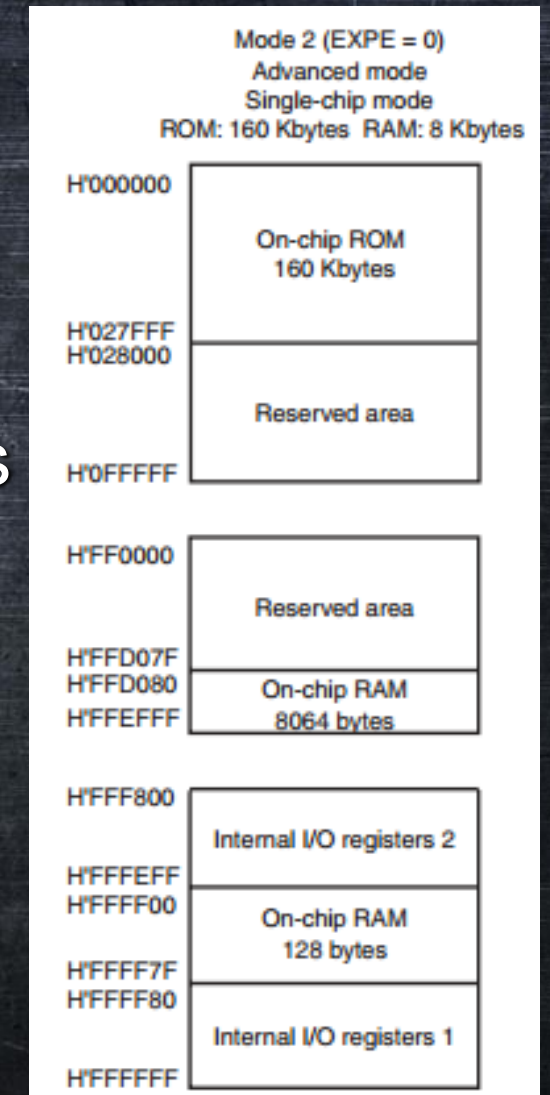 Mode 2 (EXPE = 0)
Advanced mode
Single-chip mode
ROM: 160 Kbytes RAM: 8 Kbytes
H'000000
On-chip ROM
160 Kbytes
H'027FFF
H'028000
Reserved area
s
H'0FFFFF
H'FF0000
Reserved area
H'FFD07F
H'FFD080
On-chip RAM
8064 bytes
H'FFEFFF
H'FFF800
Internal I/O registers 2
H'FFFEFF
H'FFFF00
On-chip RAM
128 bytes
H'FFFF7F
H'FFFF80
Internal I/O registers 1
H'FFFFFF